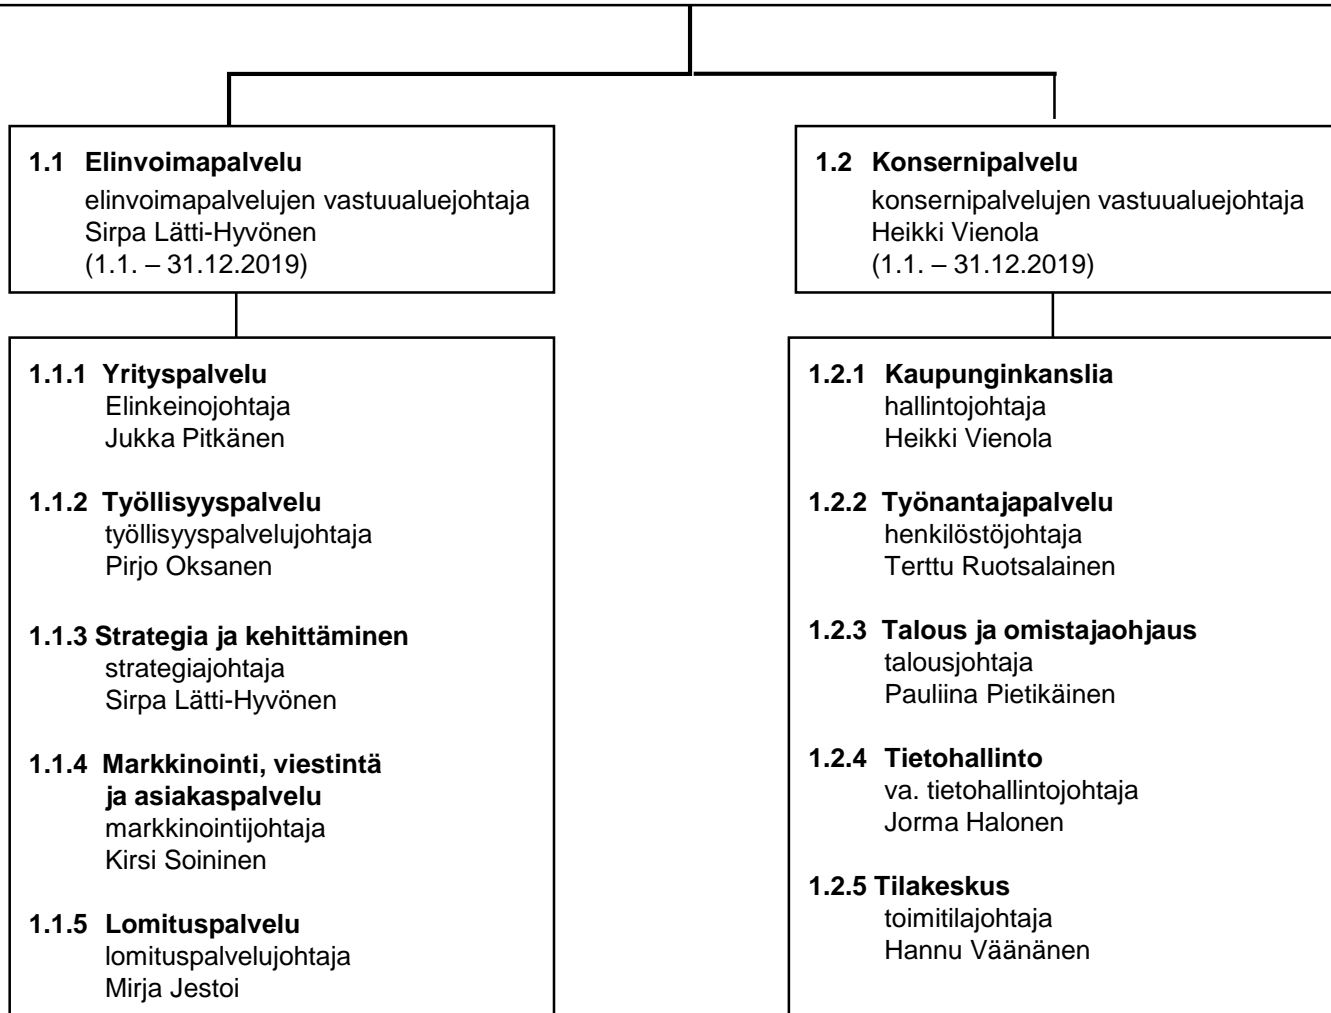 1.1 Elinvoimapalvelu
elinvoimapalvelujen vastuualuejohtaja
Sirpa Lätti-Hyvönen
(1.1. – 31.12.2019)
1.1.1 Yrityspalvelu
Elinkeinojohtaja
Jukka Pitkänen
1.1.2 Työllisyyspalvelu
työllisyyspalvelujohtaja
Pirjo Oksanen
1.1.3 Strategia ja kehittäminen
strategiajohtaja
Sirpa Lätti-Hyvönen
1.1.4 Markkinointi, viestintä
ja asiakaspalvelu
markkinointijohtaja
Kirsi Soininen
1.1.5 Lomituspalvelu
lomituspalvelujohtaja
Mirja Jestoi
1.2 Konsernipalvelu
konsernipalvelujen vastuualuejohtaja
Heikki Vienola
(1.1. – 31.12.2019)
1.2.1 Kaupunginkanslia
hallintojohtaja
Heikki Vienola
1.2.2 Työnantajapalvelu
henkilöstöjohtaja
Terttu Ruotsalainen
1.2.3 Talous ja omistajaohjaus
talousjohtaja
Pauliina Pietikäinen
1.2.4 Tietohallinto
va. tietohallintojohtaja
Jorma Halonen
1.2.5 Tilakeskus
toimitilajohtaja
Hannu Väänänen